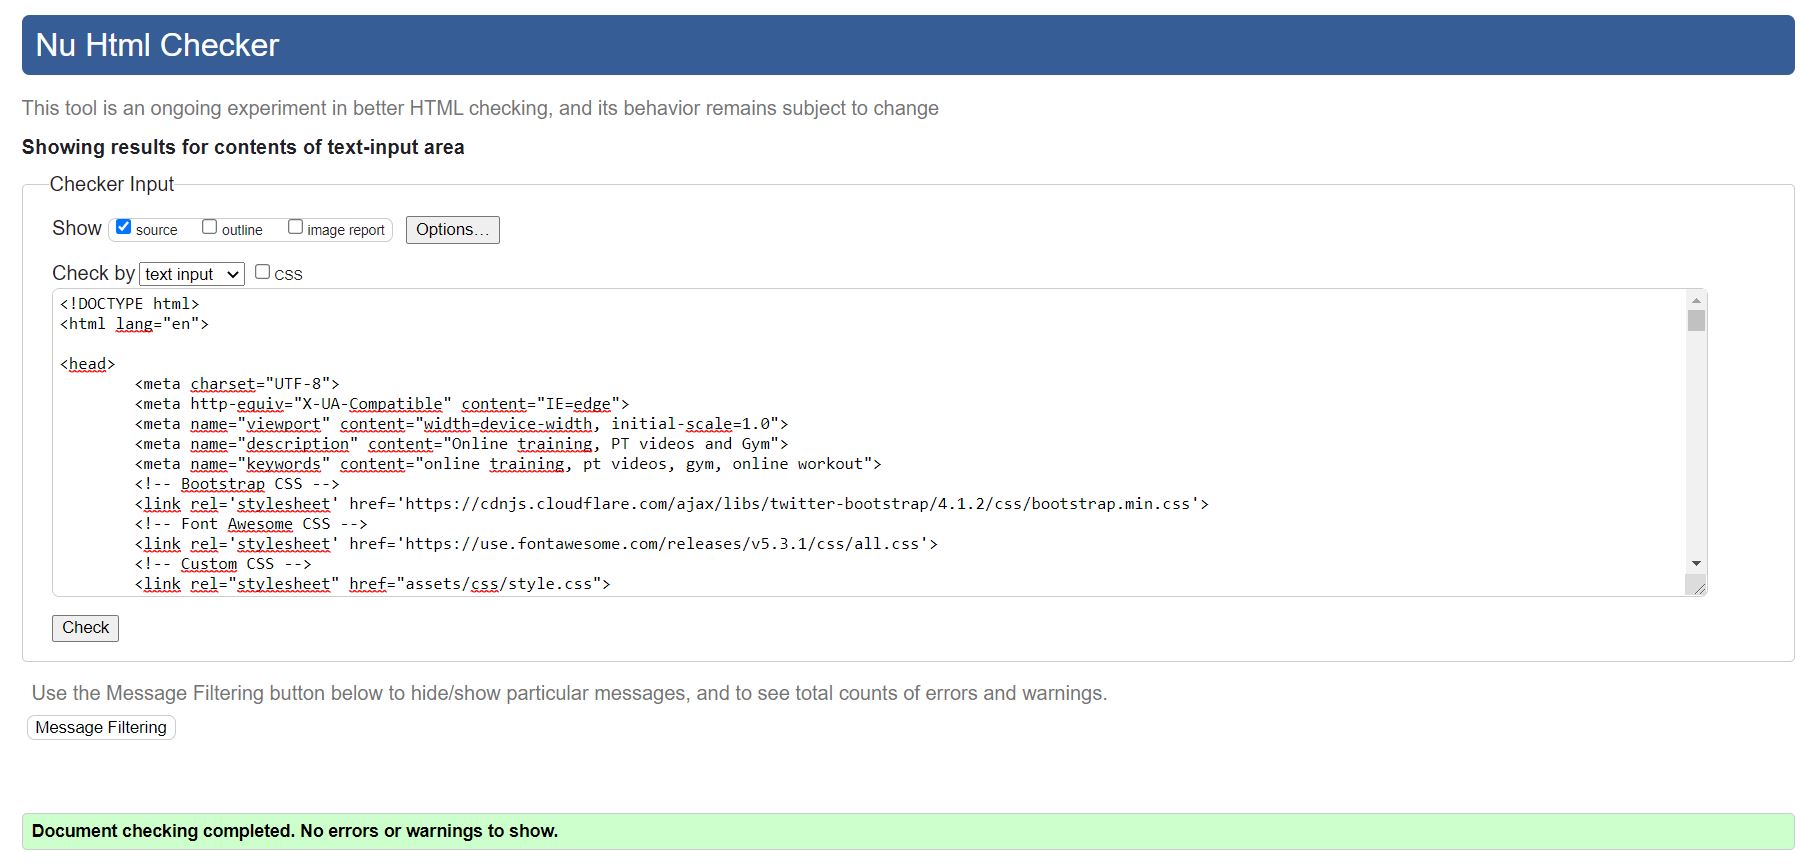 Nu Html Checker
This tool is an ongoing experiment in better HTML checking, and its behavior remains subject to change
Showing results for contents of text-input area
Checker Input
Show source outline image report Options...
Check by text input CSS
<!DOCTYPE html>
<html lang="en">
<head>
<meta charset="UTF-8">
<meta http-equiv="X-UA-Compatible" content="IE=edge">
<meta name="viewport" content="width=device-width, initial-scale=1.0">
<meta name="description" content="Online training, PT videos and Gym">
<meta name="keywords" content="online training, pt videos, gym, online workout">
<!-- Bootstrap CSS -->
<link rel='stylesheet' href='https://cdnjs.cloudflare.com/ajax/libs/twitter-bootstrap/4.1.2/css/bootstrap.min.css'>
<!-- Font Awesome CSS -->
<link rel='stylesheet' href='https://use.fontawesome.com/releases/v5.3.1/css/all.css'>
<!-- Custom CSS -->
<link rel="stylesheet" href="assets/css/style.css">
Check
Use the Message Filtering button below to hide/show particular messages, and to see total counts of errors and warnings.
Message Filtering
Document checking completed. No errors or warnings to show.